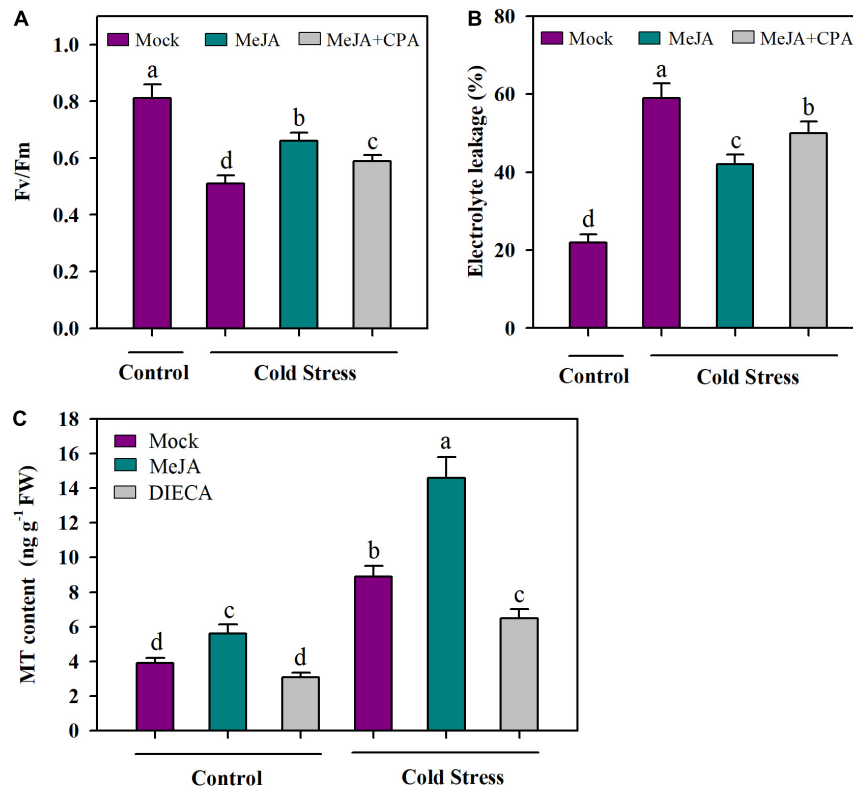 A
Mock MeJA MeJA+CPA
Fv/Fm
1.0
0.8
0.6
0.4
0.2
0.0
a
d
b
c
Control Cold Stress
B
Mock MeJA MeJA+CPA
Electrolyte leakage (%)
80
60
40
20
0
d
a
c
b
Control Cold Stress
C
Mock
MeJA
DIECA
MT content (ng g⁻¹ FW)
18
16
14
12
10
8
6
4
2
0
d
c
d
b
a
c
Control Cold Stress